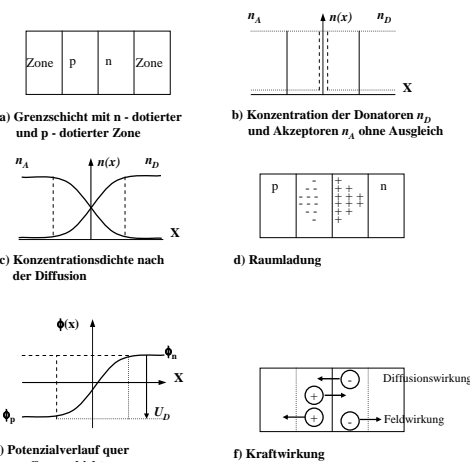 Zone p n Zone
a) Grenzschicht mit n - dotierter
und p - dotierter Zone
n_A n(x) n_D
X
b) Konzentration der Donatoren n_D
und Akzeptoren n_A ohne Ausgleich
n_A n(x) n_D
X
c) Konzentrationsdichte nach
der Diffusion
p n
- +
- - + +
- - - + + +
- - - + + +
- - + +
- +
d) Raumladung
ϕ(x)
ϕ_n
X
ϕ_p
U_D
) Potenzialverlauf quer
-
+
Diffusionswirkung
+
-
Feldwirkung
f) Kraftwirkung